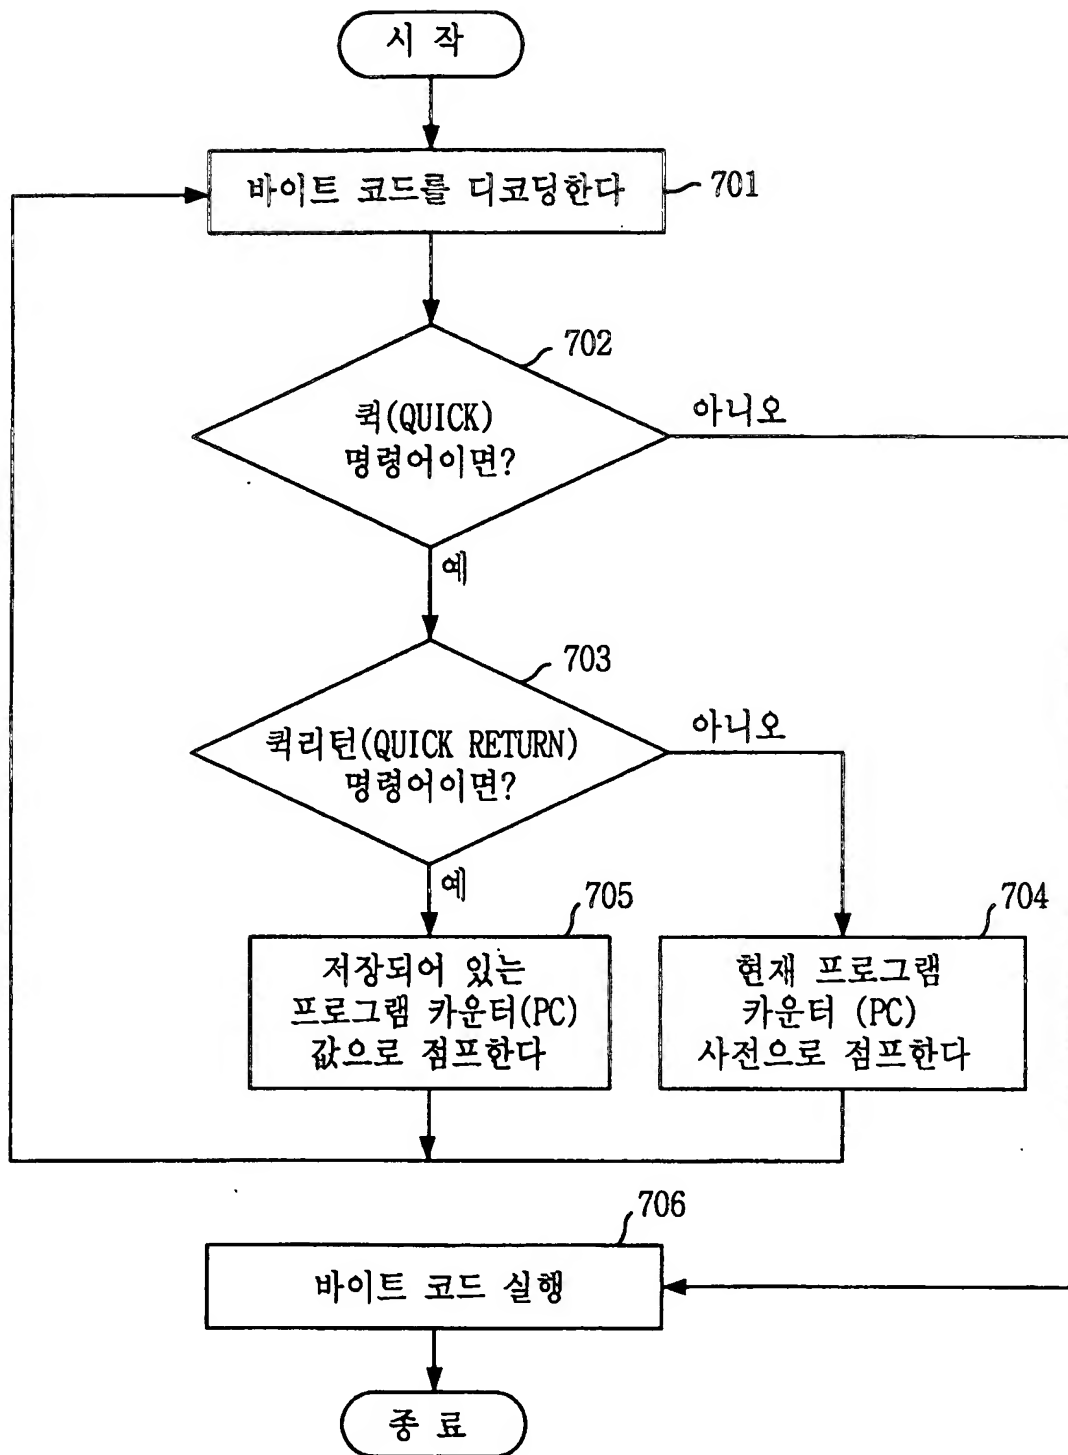 시 작
바이트 코드를 디코딩한다
701
702
퀵(QUICK)
명령어이면?
아니오
예
703
퀵리턴(QUICK RETURN)
명령어이면?
아니오
예
705
저장되어 있는
프로그램 카운터(PC)
값으로 점프한다
704
현재 프로그램
카운터 (PC)
사전으로 점프한다
706
바이트 코드 실행
종 료